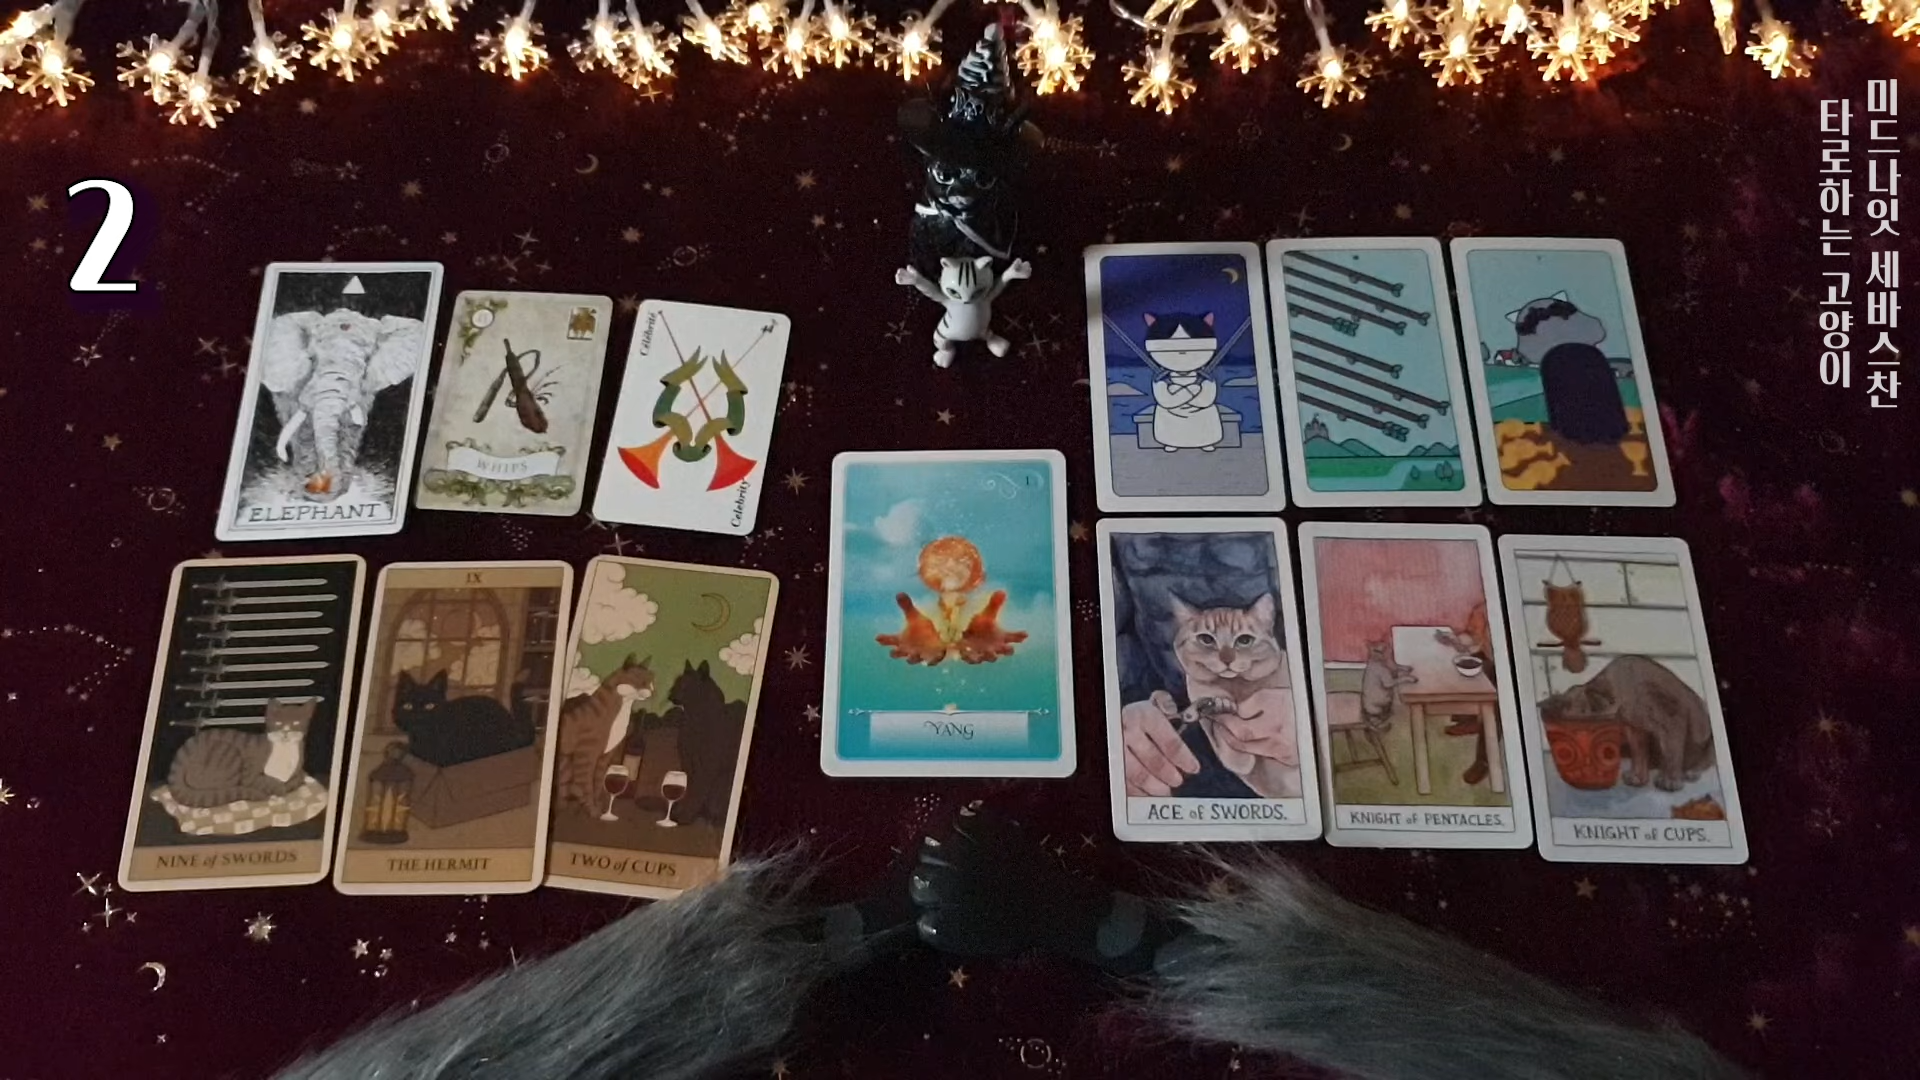 미드나잇 세바스찬
타로하는 고양이
2
ELEPHANT
WHIPS
Célébrité
Celebrity
1
YANG
NINE of SWORDS
IX
THE HERMIT
TWO of CUPS
ACE of SWORDS.
KNIGHT of PENTACLES.
KNIGHT of CUPS.